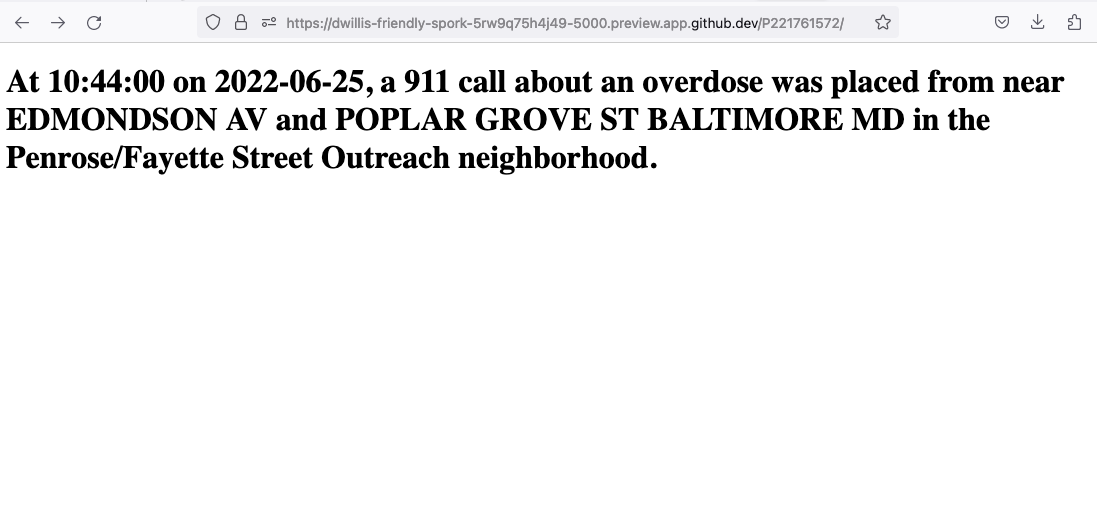 https://dwillis-friendly-spork-5rw9q75h4j49-5000.preview.app.github.dev/P221761572/
At 10:44:00 on 2022-06-25, a 911 call about an overdose was placed from near
EDMONDSON AV and POPLAR GROVE ST BALTIMORE MD in the
Penrose/Fayette Street Outreach neighborhood.